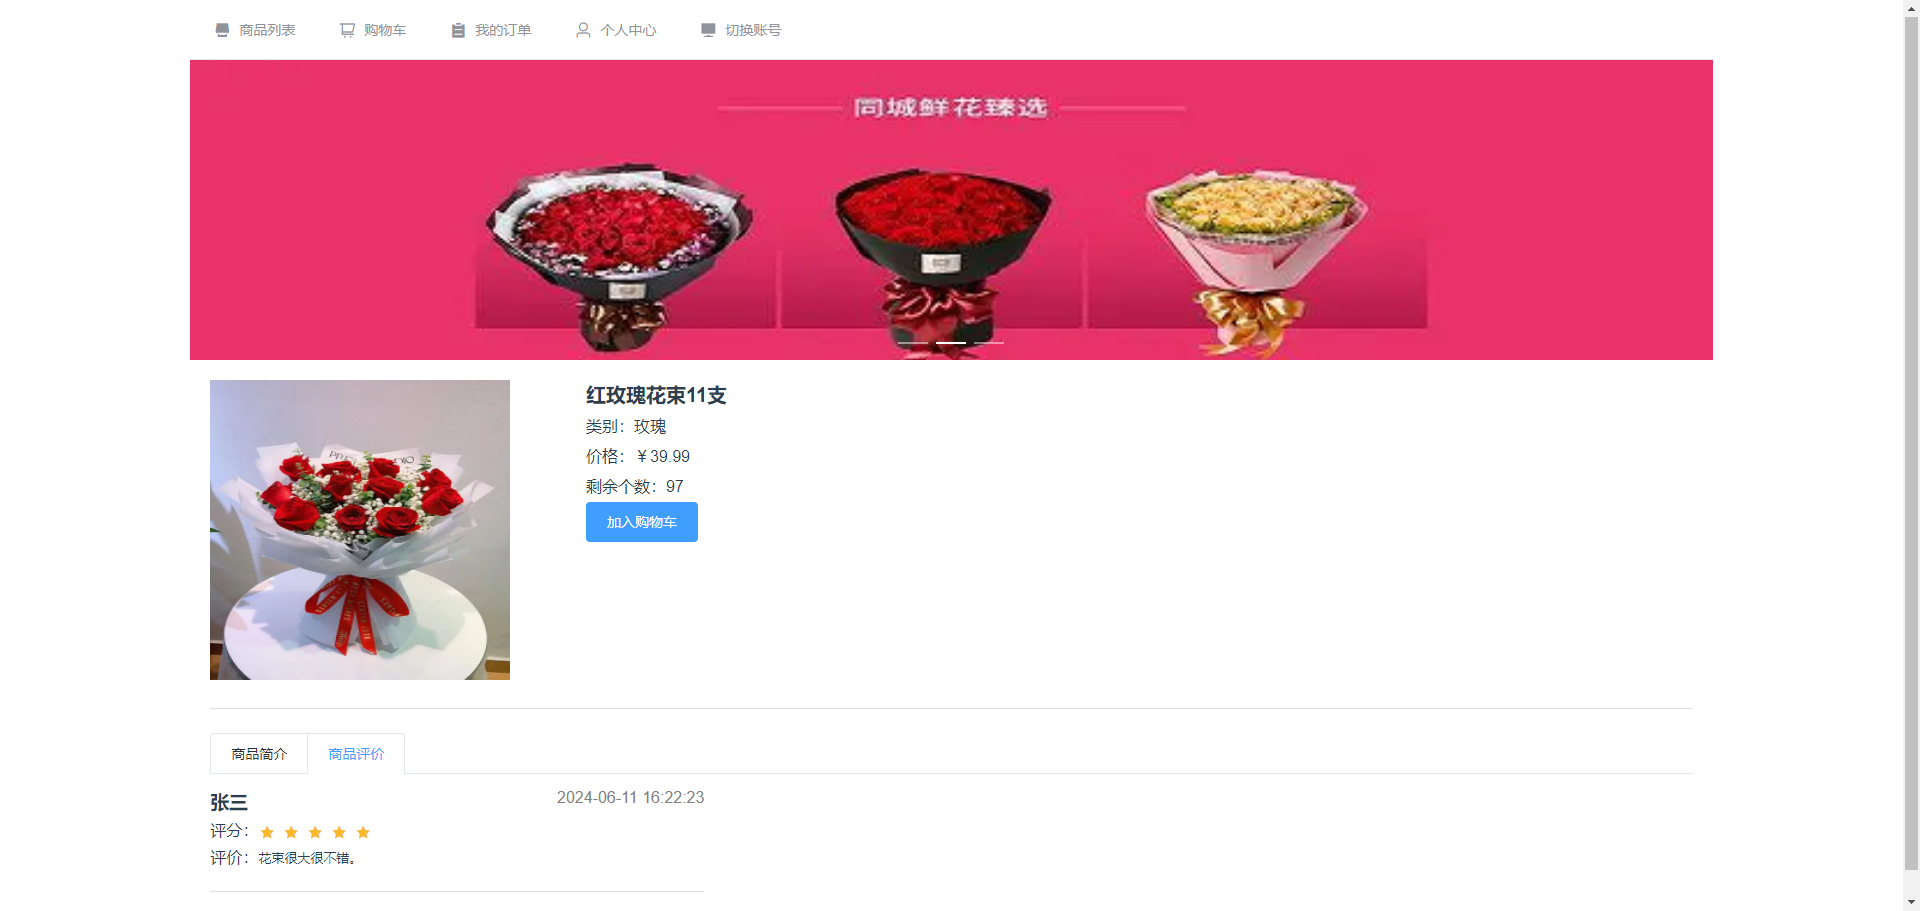 商品列表 购物车 我的订单 个人中心 切换账号
同城鲜花臻选
红玫瑰花束11支
类别：玫瑰
价格：￥39.99
剩余个数：97
加入购物车
商品简介 商品评价
张三 2024-06-11 16:22:23
评分：
评价：花束很大很不错。